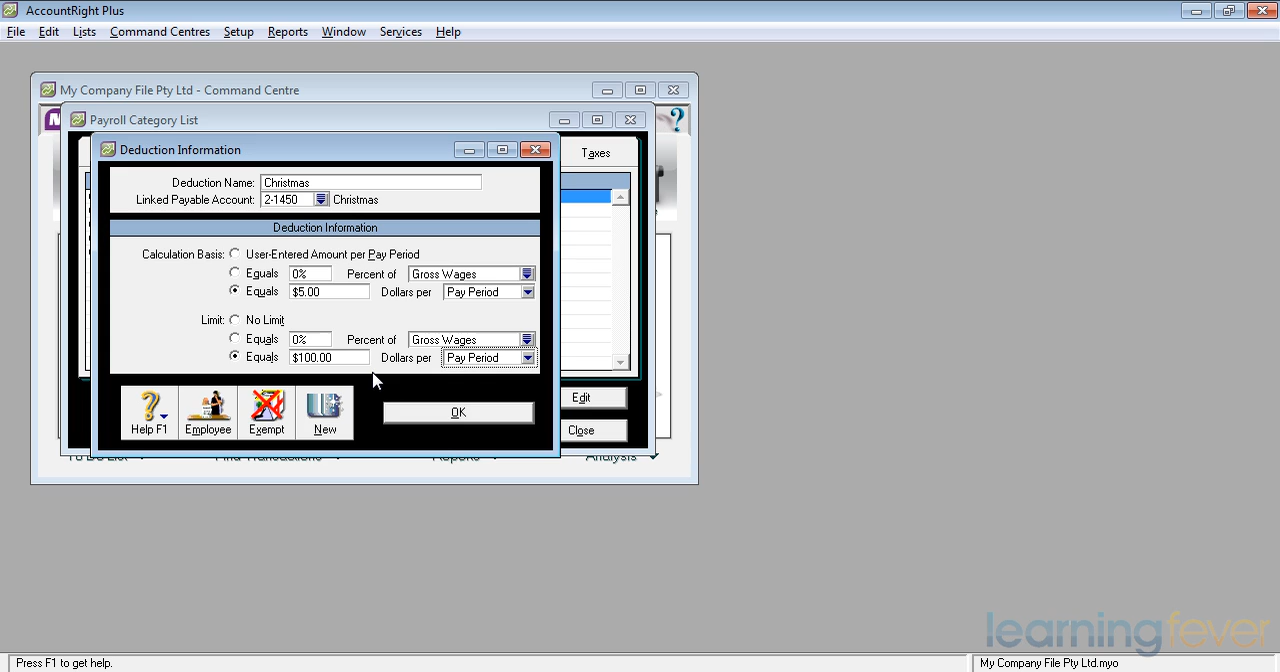 AccountRight Plus
File Edit Lists Command Centres Setup Reports Window Services Help
My Company File Pty Ltd - Command Centre
Payroll Category List
Taxes
Deduction Information
Deduction Name: Christmas
Linked Payable Account: 2-1450 Christmas
Deduction Information
Calculation Basis: User-Entered Amount per Pay Period
Equals 0% Percent of Gross Wages
Equals $5.00 Dollars per Pay Period
Limit: No Limit
Equals 0% Percent of Gross Wages
Equals $100.00 Dollars per Pay Period
Help F1 Employee Exempt New
OK
Edit
Close
To Do List Find Transactions Reports Analysis
learningfever
Press F1 to get help. My Company File Pty Ltd.myo